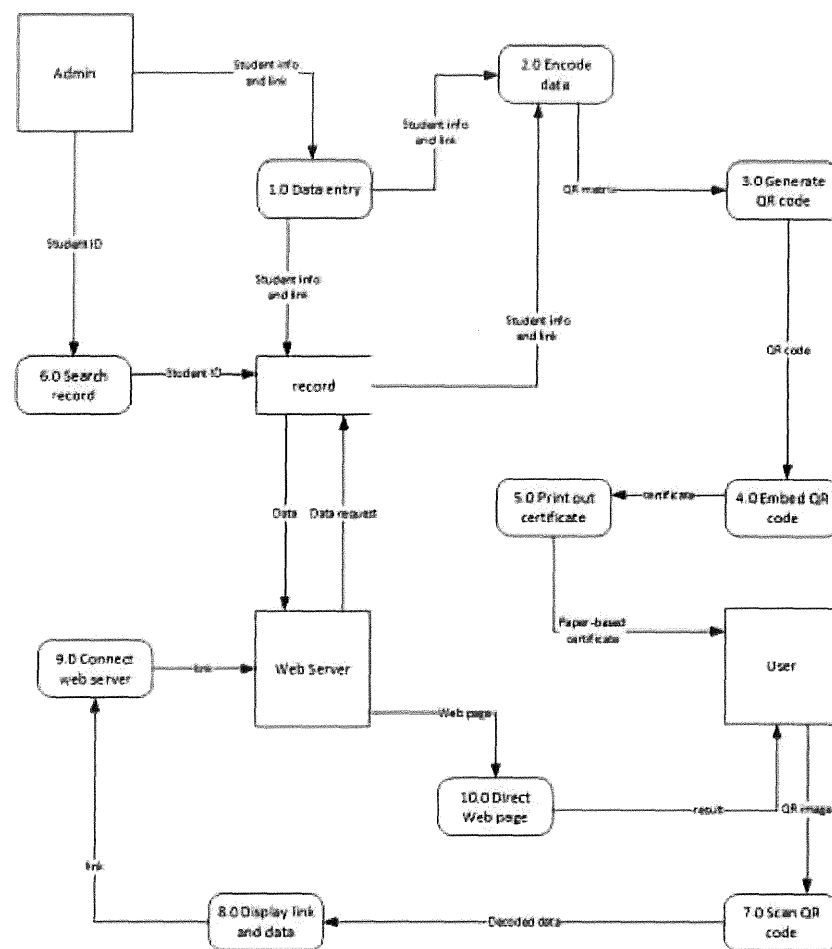 Admin
Student info
and link
2.0 Encode
data
Student info
and link
1.0 Data entry
QR matrix
3.0 Generate
QR code
Student ID
Student info
and link
Student info
and link
QR code
6.0 Search
record
Student ID
record
5.0 Print out
certificate
certificate
4.0 Embed QR
code
Data
Data request
Paper-based
certificate
9.0 Connect
web server
link
Web Server
User
Web page
10.0 Direct
Web page
result
QR image
link
8.0 Display link
and data
Decoded data
7.0 Scan QR
code